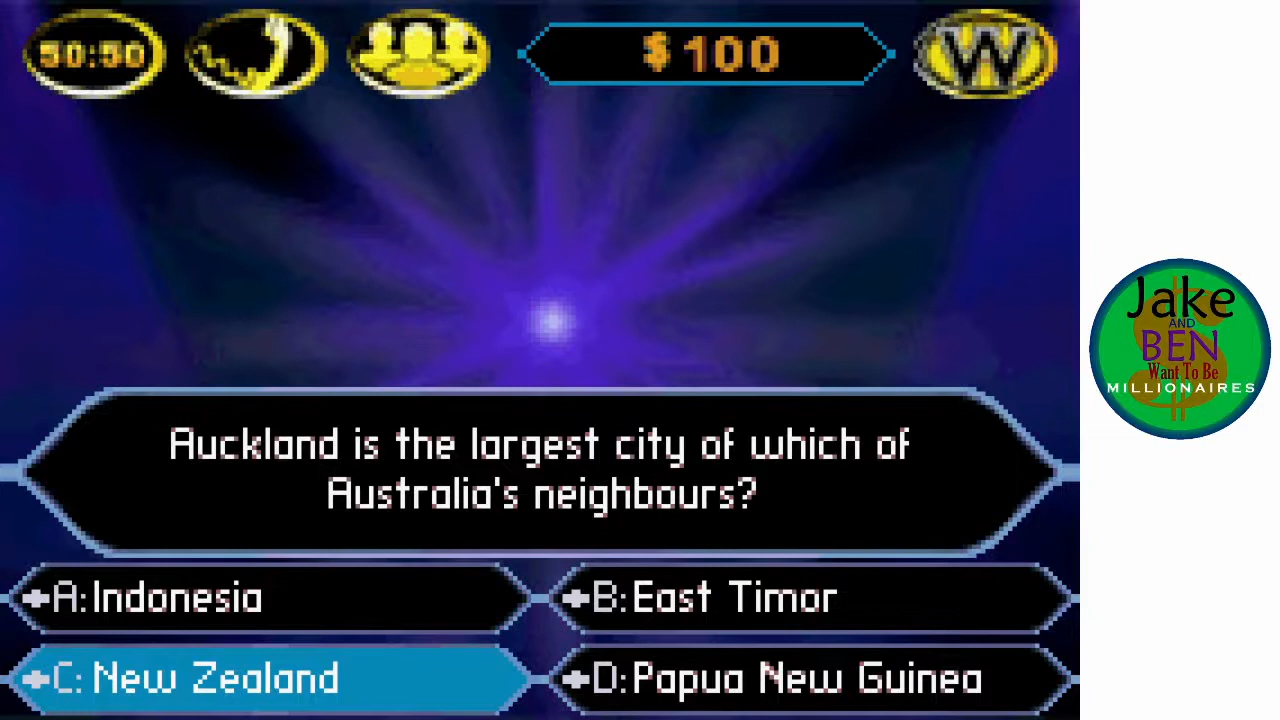 50:50
$100
W
Auckland is the largest city of which of
Australia's neighbours?
A: Indonesia
B: East Timor
C: New Zealand
D: Papua New Guinea
Jake
AND
BEN
Want To Be
MILLIONAIRES